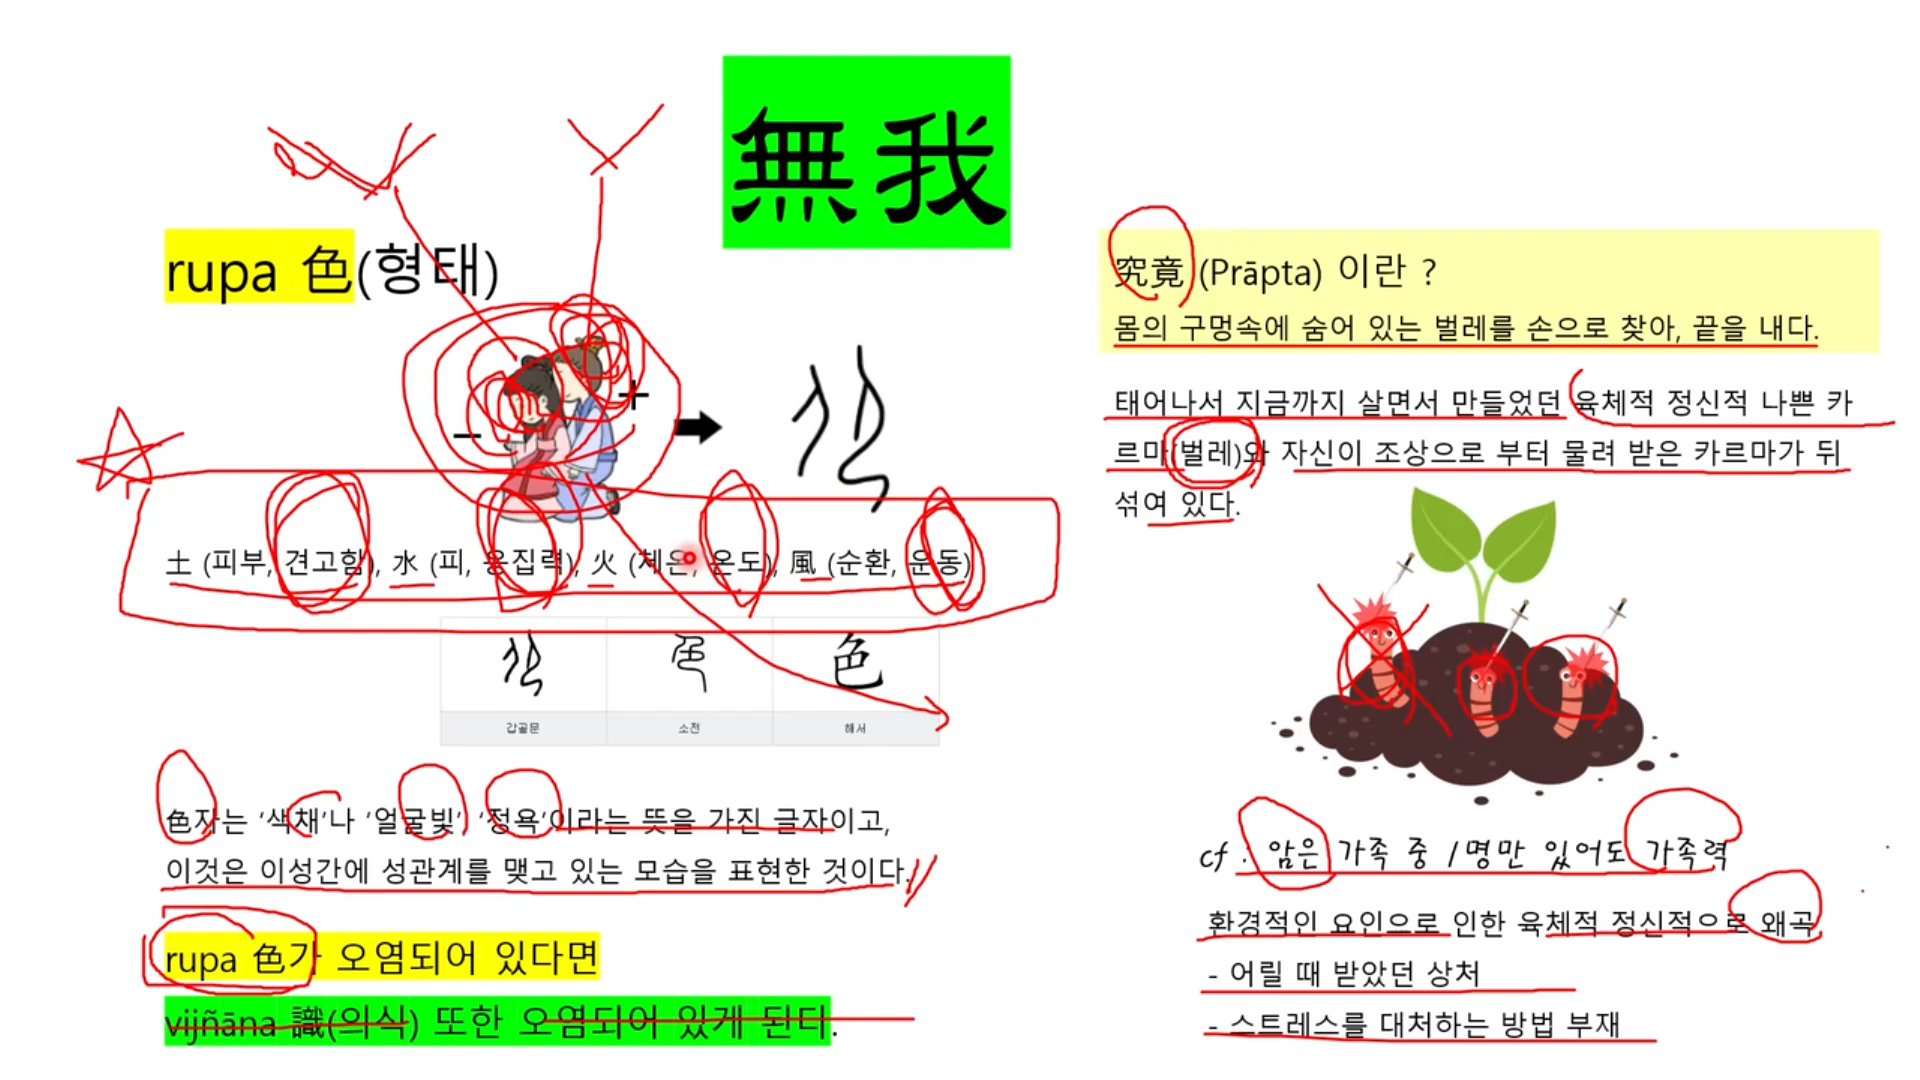 無我
rupa 色(형태)
- +
土 (피부, 견고함), 水 (피, 응집력), 火 (체온, 온도), 風 (순환, 운동)
色
갑골문 소전 해서
色자는 ‘색채’나 ‘얼굴빛’, ‘정욕’이라는 뜻을 가진 글자이고,
이것은 이성간에 성관계를 맺고 있는 모습을 표현한 것이다.
rupa 色가 오염되어 있다면
vijñāna 識(의식) 또한 오염되어 있게 된다.
究竟 (Prāpta) 이란 ?
몸의 구멍속에 숨어 있는 벌레를 손으로 찾아, 끝을 내다.
태어나서 지금까지 살면서 만들었던 육체적 정신적 나쁜 카
르마(벌레)와 자신이 조상으로 부터 물려 받은 카르마가 뒤
섞여 있다.
cf : 암은 가족 중 1명만 있어도 가족력
환경적인 요인으로 인한 육체적 정신적으로 왜곡
- 어릴 때 받았던 상처
- 스트레스를 대처하는 방법 부재